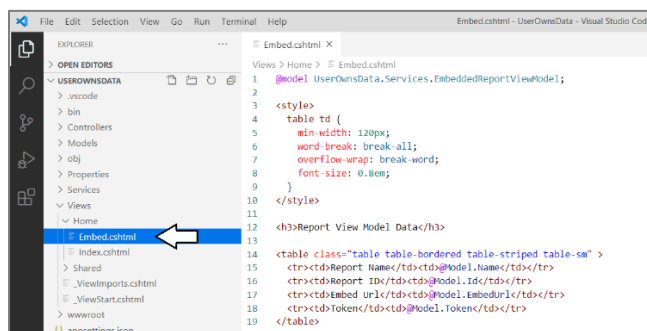 File Edit Selection View Go Run Terminal Help Embed.cshtml - UserOwnsData - Visual Studio Cod
EXPLORER ...
Embed.cshtml ×
> OPEN EDITORS
Views > Home > Embed.cshtml
USEROWNSDATA
> .vscode
> bin
> Controllers
> Models
> obj
> Properties
> Services
Views
Home
Embed.cshtml
Index.cshtml
> Shared
_ViewImports.cshtml
_ViewStart.cshtml
> wwwroot
{} appsettings.json
1 @model UserOwnsData.Services.EmbeddedReportViewModel;
2
3 <style>
4 table td {
5 min-width: 120px;
6 word-break: break-all;
7 overflow-wrap: break-word;
8 font-size: 0.8em;
9 }
10 </style>
11
12 <h3>Report View Model Data</h3>
13
14 <table class="table table-bordered table-striped table-sm" >
15 <tr><td>Report Name</td><td>@Model.Name</td></tr>
16 <tr><td>Report ID</td><td>@Model.Id</td></tr>
17 <tr><td>Embed Url</td><td>@Model.EmbedUrl</td></tr>
18 <tr><td>Token</td><td>@Model.Token</td></tr>
19 </table>